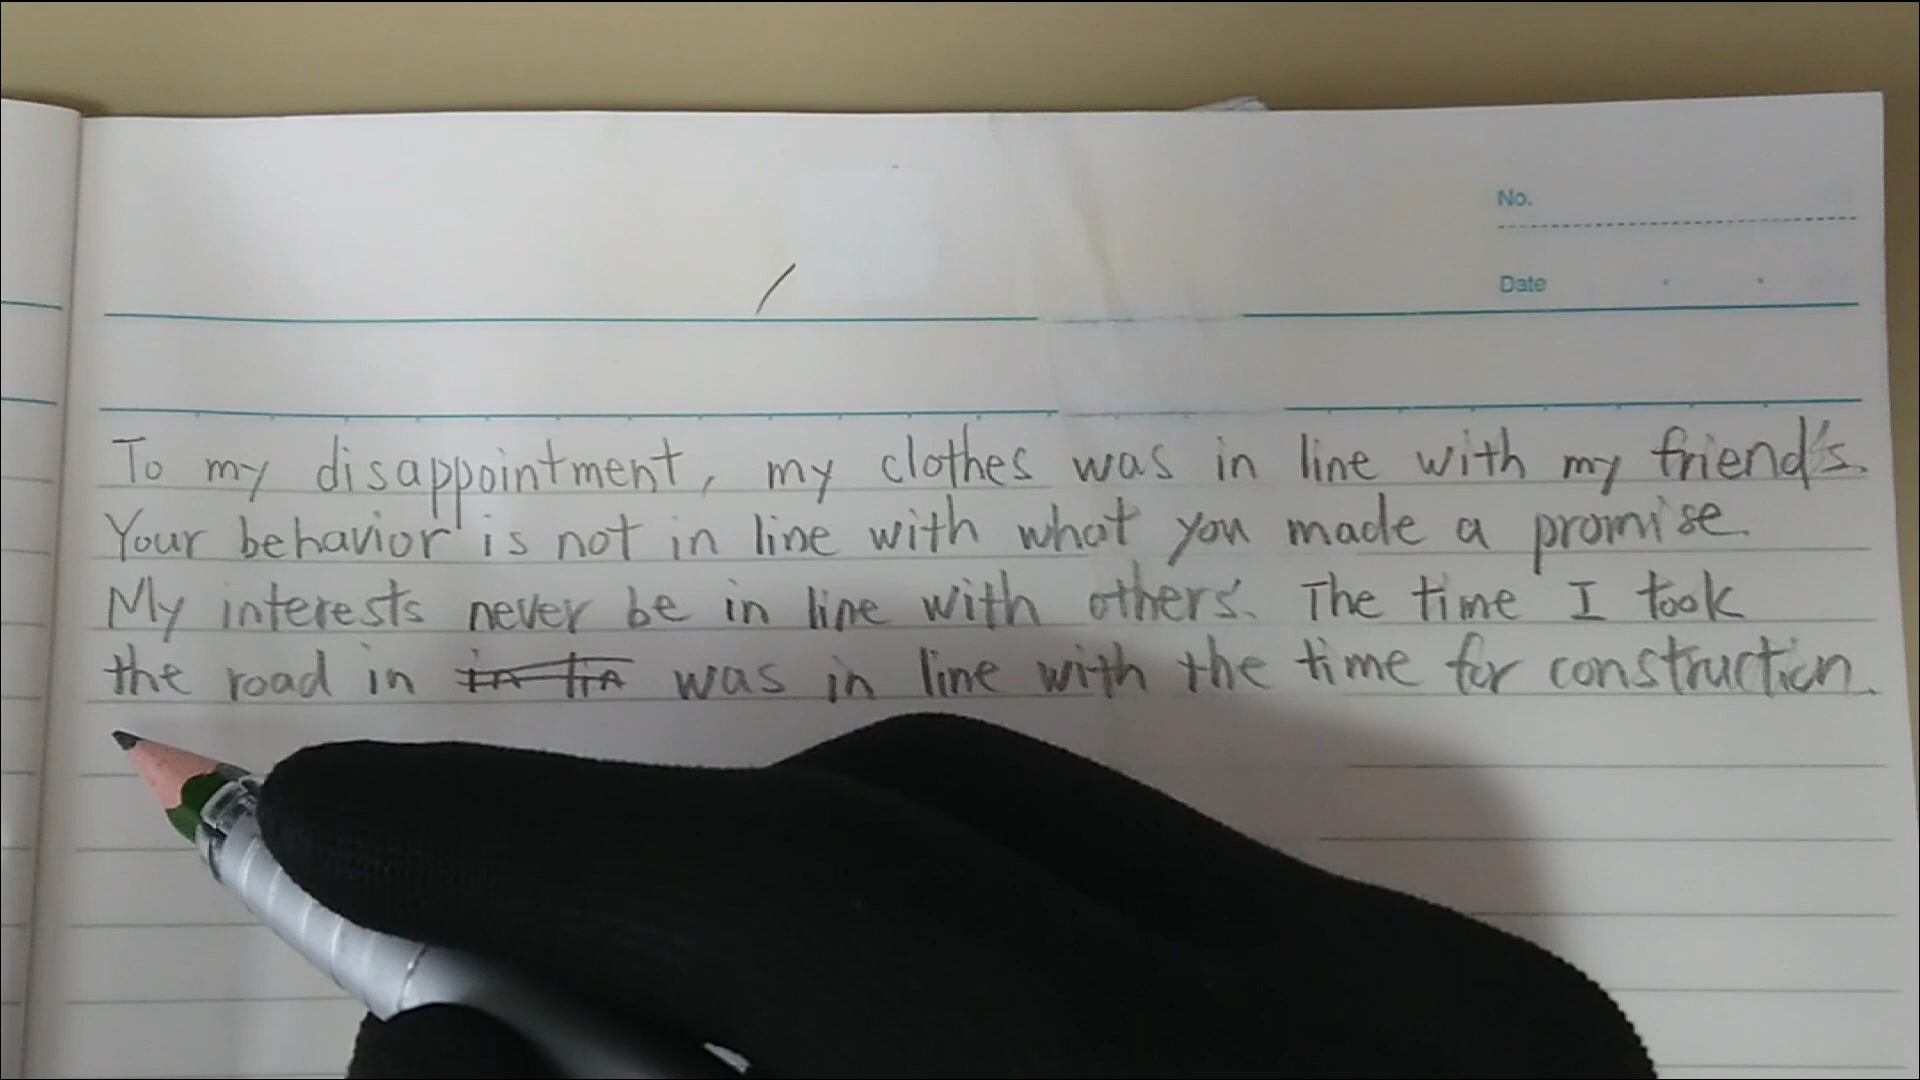 No.
Date
To my disappointment, my clothes was in line with my friend's.
Your behavior is not in line with what you made a promise.
My interests never be in line with others'. The time I took
the road in was in line with the time for construction.